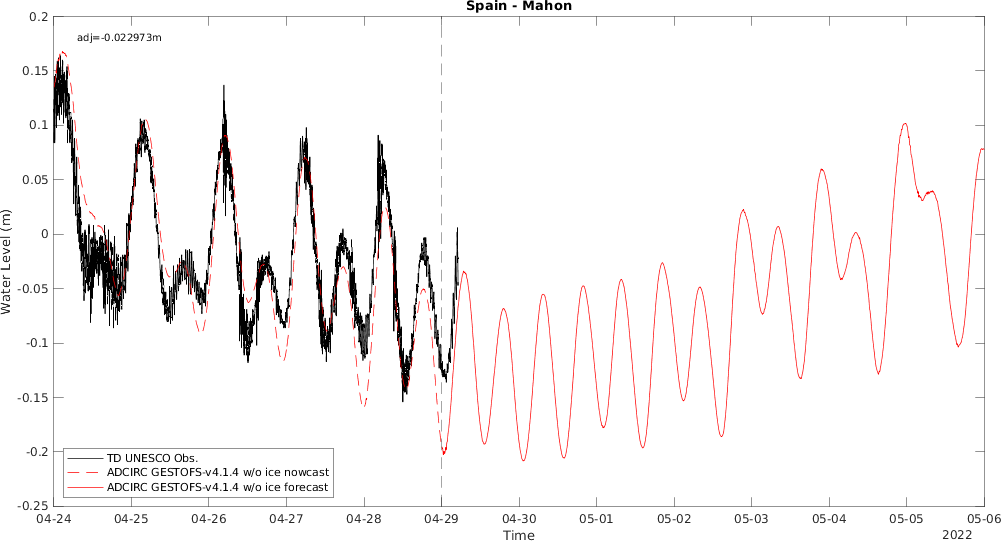 Spain - Mahon
adj=-0.022973m
0.2
0.15
0.1
0.05
0
-0.05
-0.1
-0.15
-0.2
-0.25
Water Level (m)
TD UNESCO Obs.
ADCIRC GESTOFS-v4.1.4 w/o ice nowcast
ADCIRC GESTOFS-v4.1.4 w/o ice forecast
04-24 04-25 04-26 04-27 04-28 04-29 04-30 05-01 05-02 05-03 05-04 05-05 05-06
Time
2022